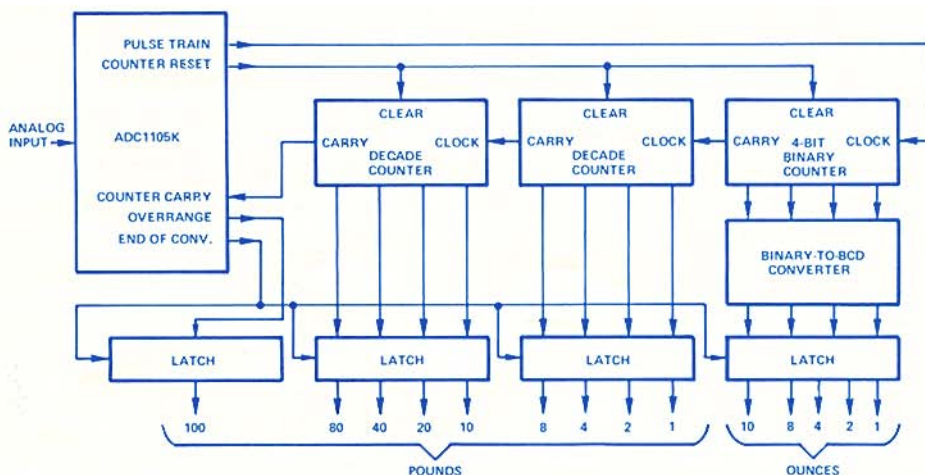 PULSE TRAIN
COUNTER RESET
ANALOG
INPUT
ADC1105K
COUNTER CARRY
OVERRANGE
END OF CONV.
CLEAR
CARRY
CLOCK
DECADE
COUNTER
CLEAR
CARRY
CLOCK
DECADE
COUNTER
CLEAR
CARRY
4-BIT
CLOCK
BINARY
COUNTER
BINARY-TO-BCD
CONVERTER
LATCH
LATCH
LATCH
LATCH
100
80 40 20 10
8 4 2 1
10 8 4 2 1
POUNDS
OUNCES